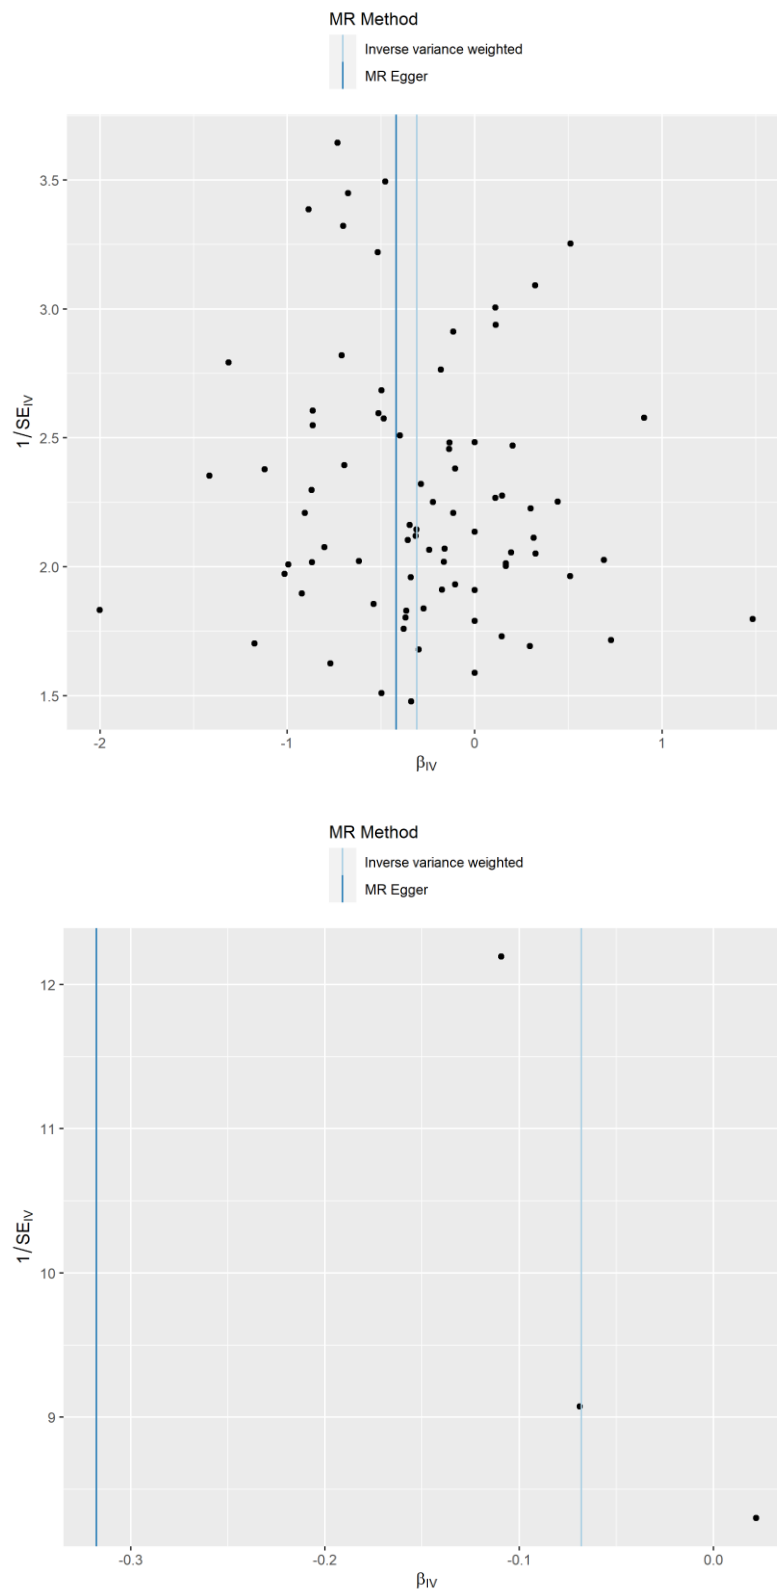 MR Method
Inverse variance weighted
MR Egger
3.5
3.0
2.5
2.0
1.5
1/SE_IV
-2
-1
0
1
β_IV
MR Method
Inverse variance weighted
MR Egger
12
11
10
9
1/SE_IV
-0.3
-0.2
-0.1
0.0
β_IV